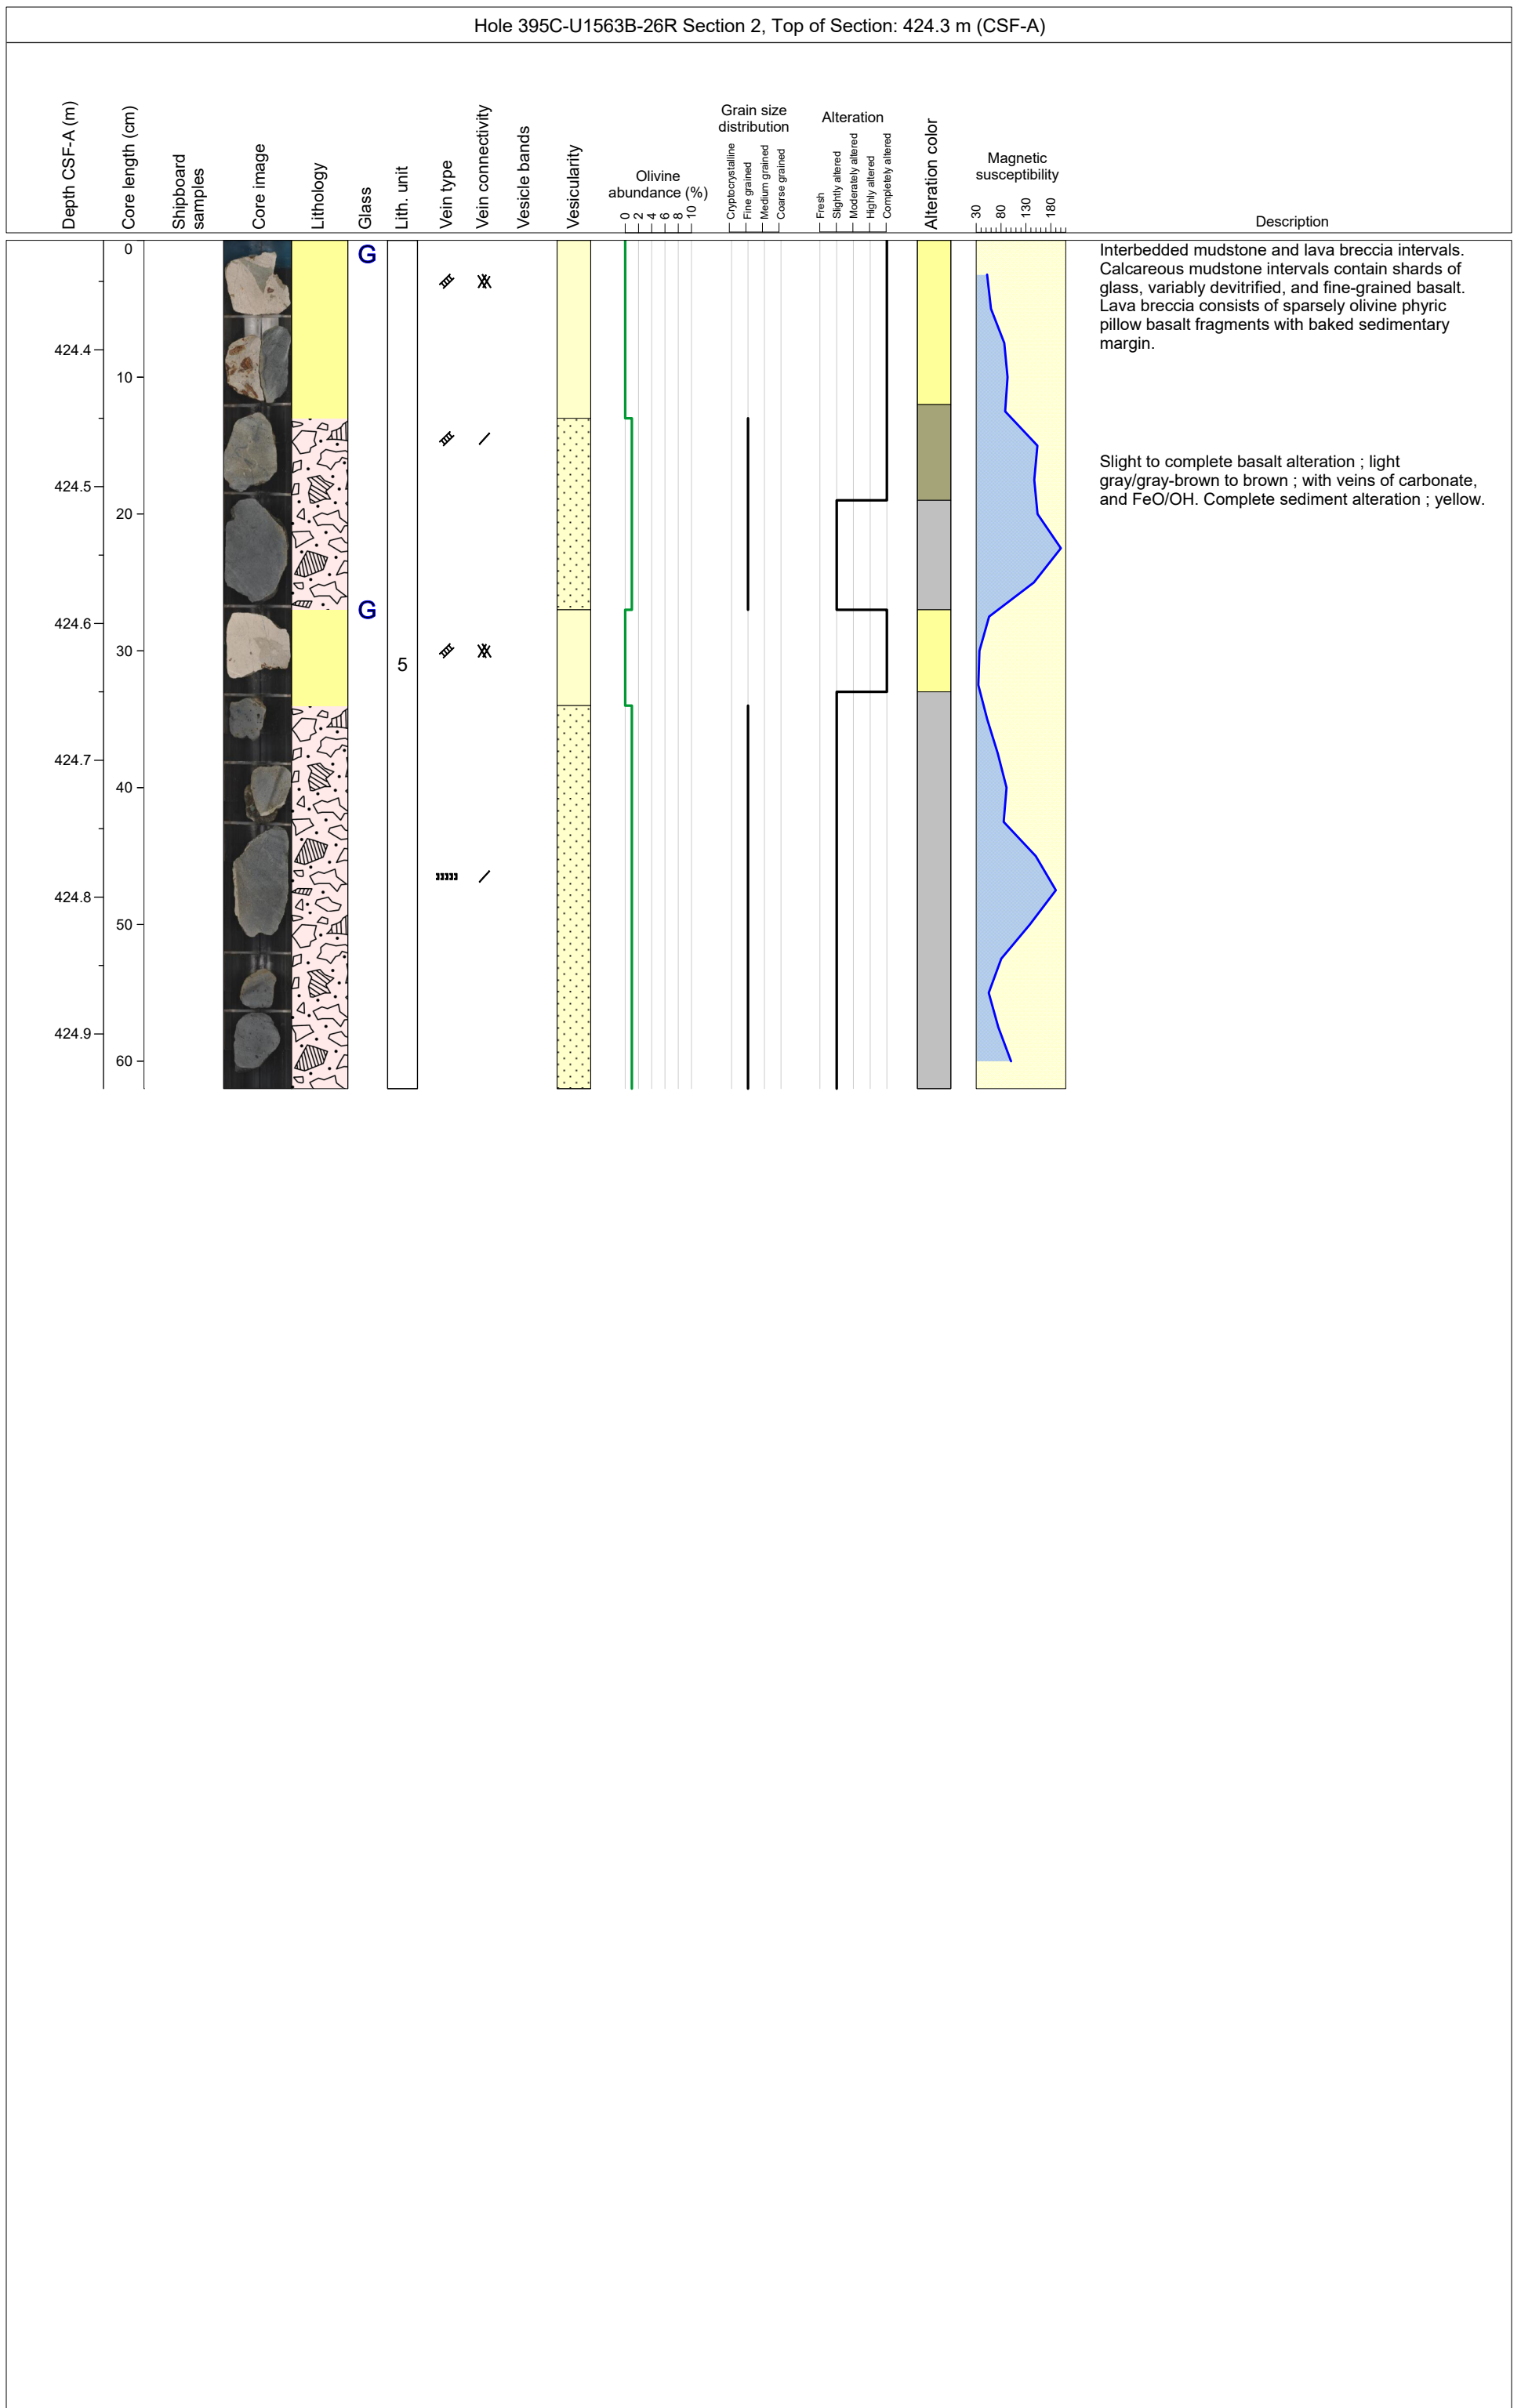 Hole 395C-U1563B-26R Section 2, Top of Section: 424.3 m (CSF-A)
Depth CSF-A (m)
Core length (cm)
Shipboard
samples
Core image
Lithology
Glass
Lith. unit
Vein type
Vein connectivity
Vesicle bands
Vesicularity
Olivine
abundance (%)
0
2
4
6
8
10
Grain size
distribution
Cryptocrystalline
Fine grained
Medium grained
Coarse grained
Alteration
Fresh
Slightly altered
Moderately altered
Highly altered
Completely altered
Alteration color
Magnetic
susceptibility
30
80
130
180
Description
0
G
Interbedded mudstone and lava breccia intervals.
Calcareous mudstone intervals contain shards of
glass, variably devitrified, and fine-grained basalt.
Lava breccia consists of sparsely olivine phyric
pillow basalt fragments with baked sedimentary
margin.
424.4
10
Slight to complete basalt alteration ; light
gray/gray-brown to brown ; with veins of carbonate,
and FeO/OH. Complete sediment alteration ; yellow.
424.5
20
G
424.6
30
5
424.7
40
424.8
50
424.9
60